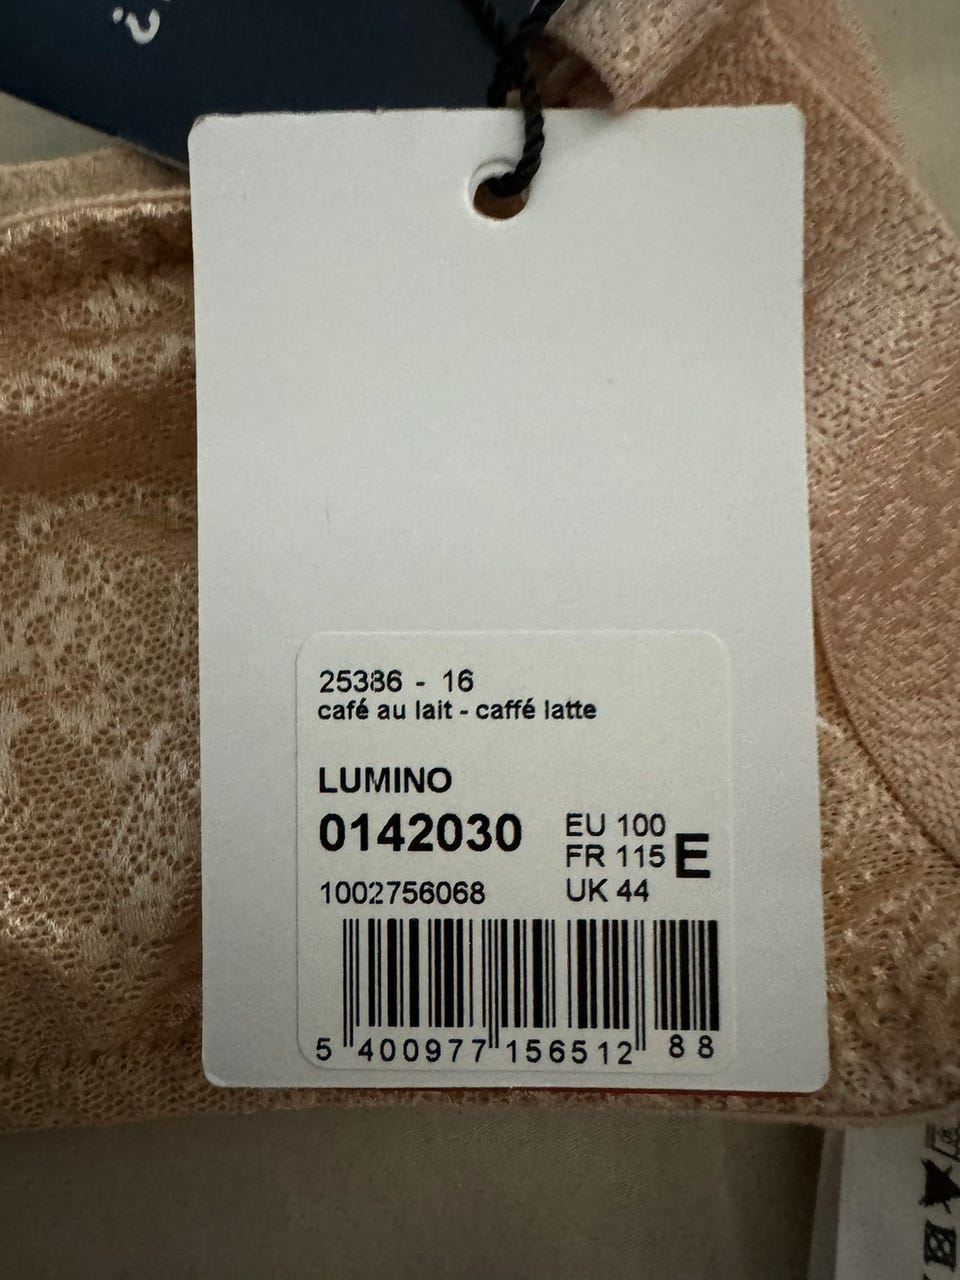 25386 - 16
café au lait - caffé latte
LUMINO
0142030
1002756068
EU 100
FR 115
UK 44
E
5 400977 156512 88